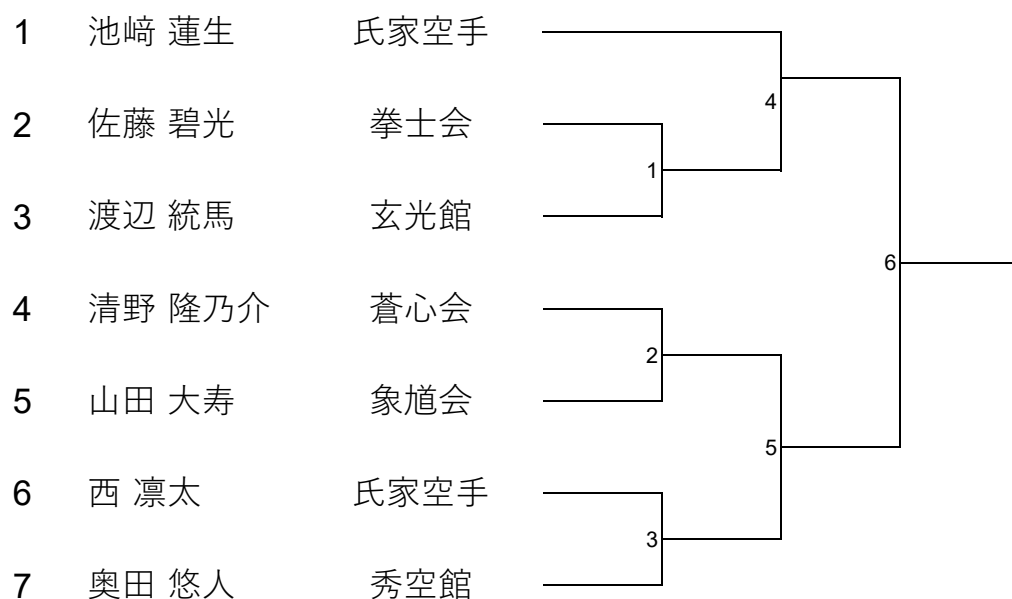 1 池﨑 蓮生 氏家空手
4
2 佐藤 碧光 拳士会
1
3 渡辺 統馬 玄光館
6
4 清野 隆乃介 蒼心会
2
5 山田 大寿 象馗会
5
6 西 凛太 氏家空手
3
7 奥田 悠人 秀空館